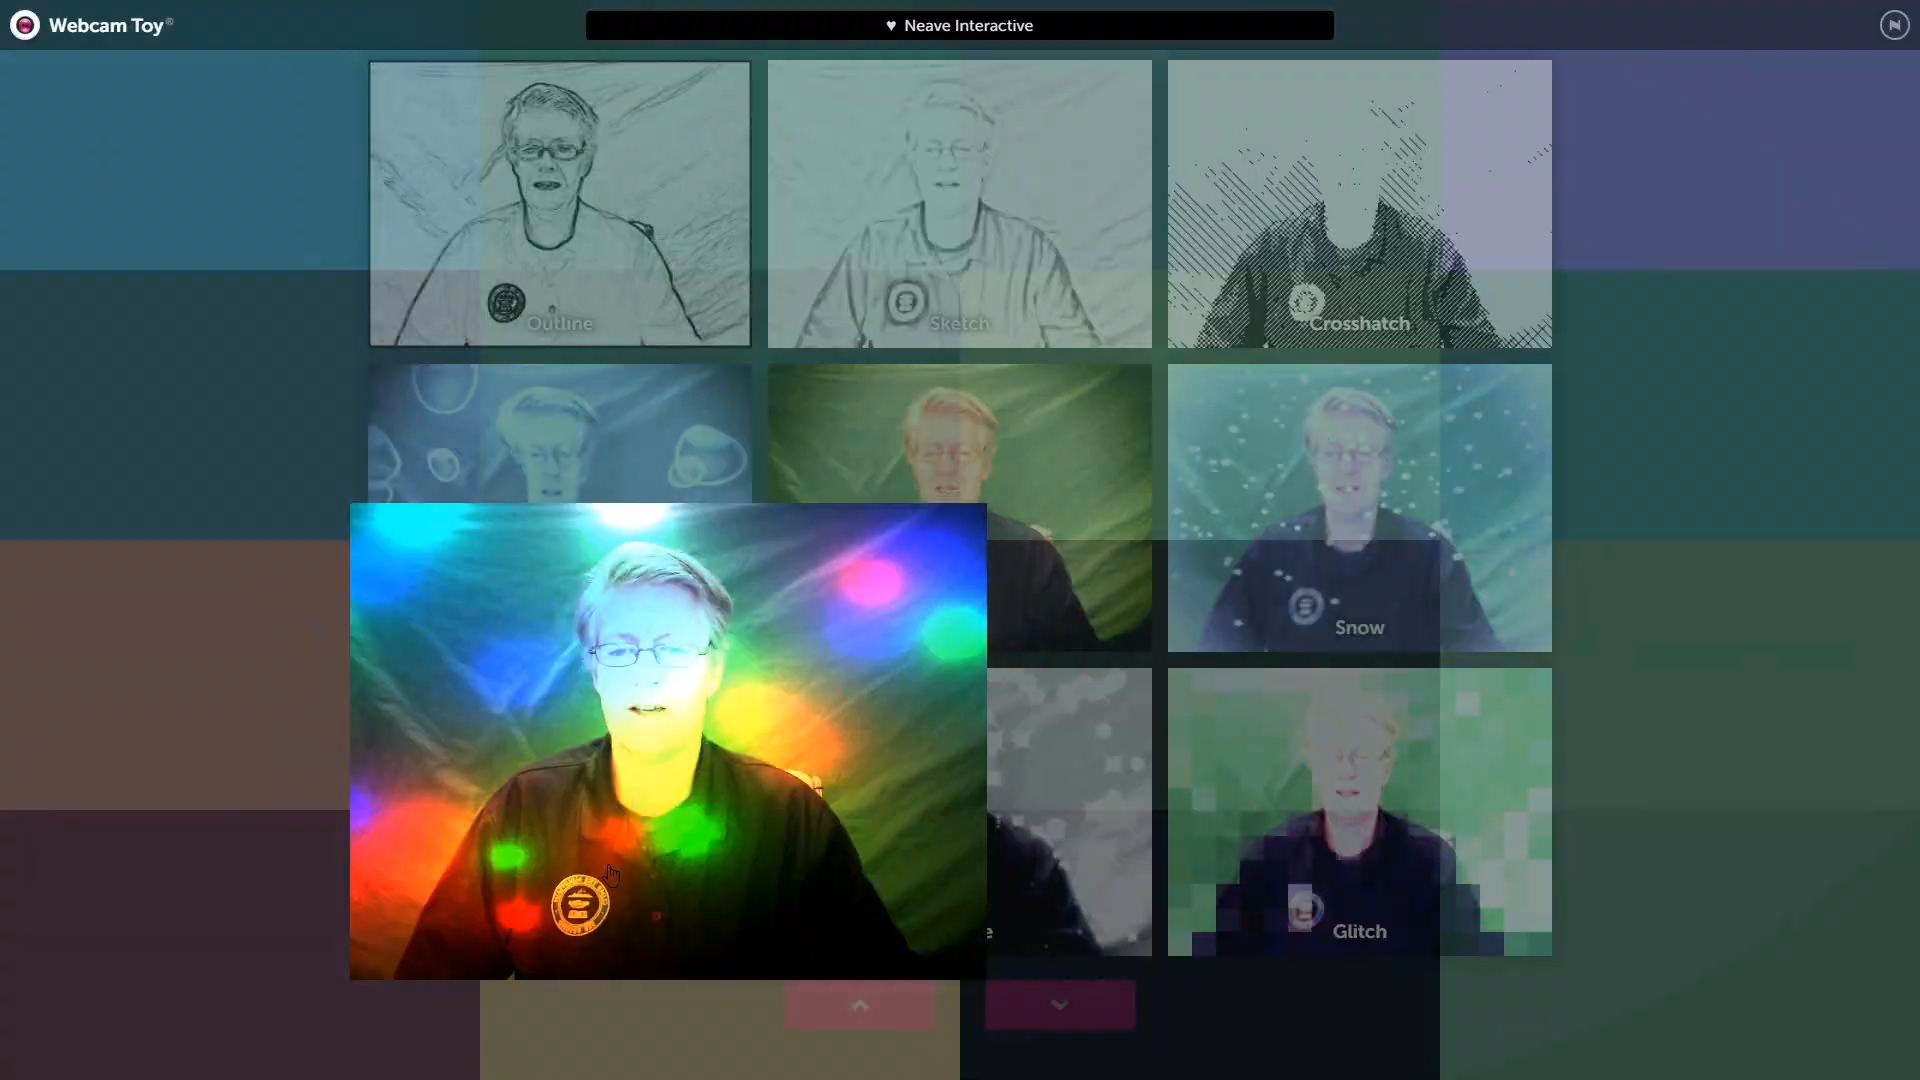 Webcam Toy®
♥ Neave Interactive
Outline
Sketch
Crosshatch
Snow
Glitch